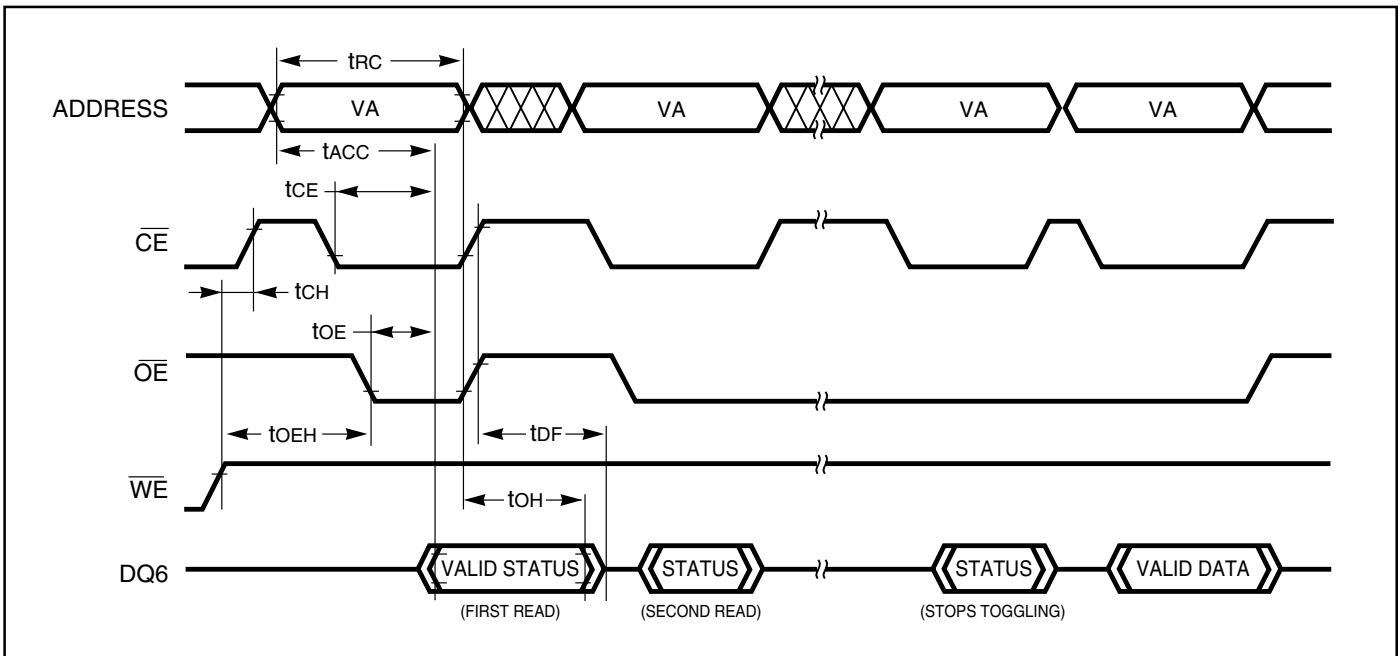 tRC
ADDRESS VA VA VA VA
tACC
tCE
CE
tCH
tOE
OE
tOEH tDF
WE
tOH
DQ6 VALID STATUS STATUS STATUS VALID DATA
(FIRST READ) (SECOND READ) (STOPS TOGGLING)